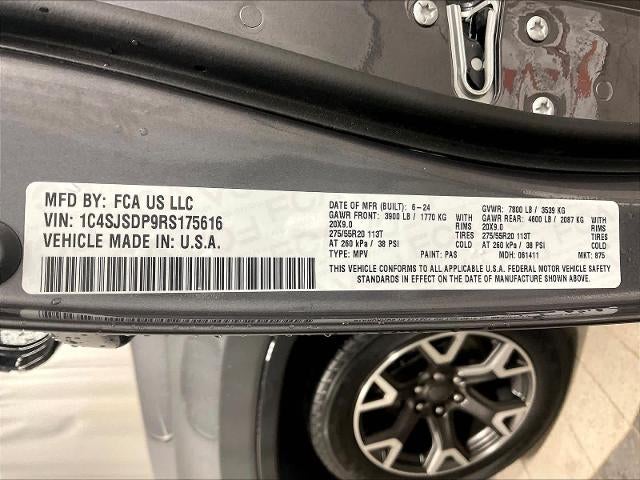 MFD BY: FCA US LLC
VIN: 1C4SJSDP9RS175616
VEHICLE MADE IN: U.S.A.
DATE OF MFR (BUILT): 6-24 GVWR: 7800 LB / 3539 KG
GAWR FRONT: 3900 LB / 1770 KG WITH GAWR REAR: 4600 LB / 2087 KG WITH
20X9.0 RIMS 20X9.0 RIMS
275/55R20 113T TIRES 275/55R20 113T TIRES
AT 260 kPa / 38 PSI AT 260 kPa / 38 PSI
TYPE: MPV PAINT: PAS MDH: 061411 MKT: 875
THIS VEHICLE CONFORMS TO ALL APPLICABLE U.S.A. FEDERAL MOTOR VEHICLE SAFETY
STANDARDS IN EFFECT ON THE DATE OF MANUFACTURE SHOWN ABOVE.